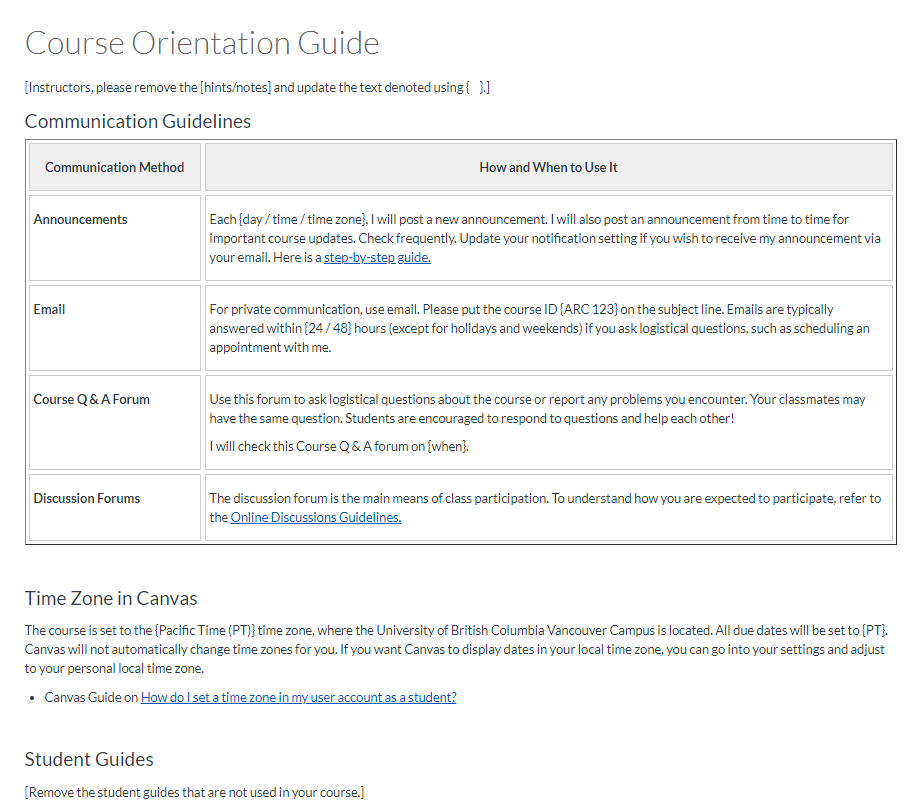 Course Orientation Guide
[Instructors, please remove the [hints/notes] and update the text denoted using {   }.]
Communication Guidelines
Communication Method
How and When to Use It
Announcements
Each {day / time / time zone}, I will post a new announcement. I will also post an announcement from time to time for
important course updates. Check frequently. Update your notification setting if you wish to receive my announcement via
your email. Here is a step-by-step guide.
Email
For private communication, use email. Please put the course ID {ARC 123} on the subject line. Emails are typically
answered within {24 / 48} hours (except for holidays and weekends) if you ask logistical questions, such as scheduling an
appointment with me.
Course Q & A Forum
Use this forum to ask logistical questions about the course or report any problems you encounter. Your classmates may
have the same question. Students are encouraged to respond to questions and help each other!
I will check this Course Q & A forum on {when}.
Discussion Forums
The discussion forum is the main means of class participation. To understand how you are expected to participate, refer to
the Online Discussions Guidelines.
Time Zone in Canvas
The course is set to the {Pacific Time (PT)} time zone, where the University of British Columbia Vancouver Campus is located. All due dates will be set to {PT}.
Canvas will not automatically change time zones for you. If you want Canvas to display dates in your local time zone, you can go into your settings and adjust
to your personal local time zone.
• Canvas Guide on How do I set a time zone in my user account as a student?
Student Guides
[Remove the student guides that are not used in your course.]